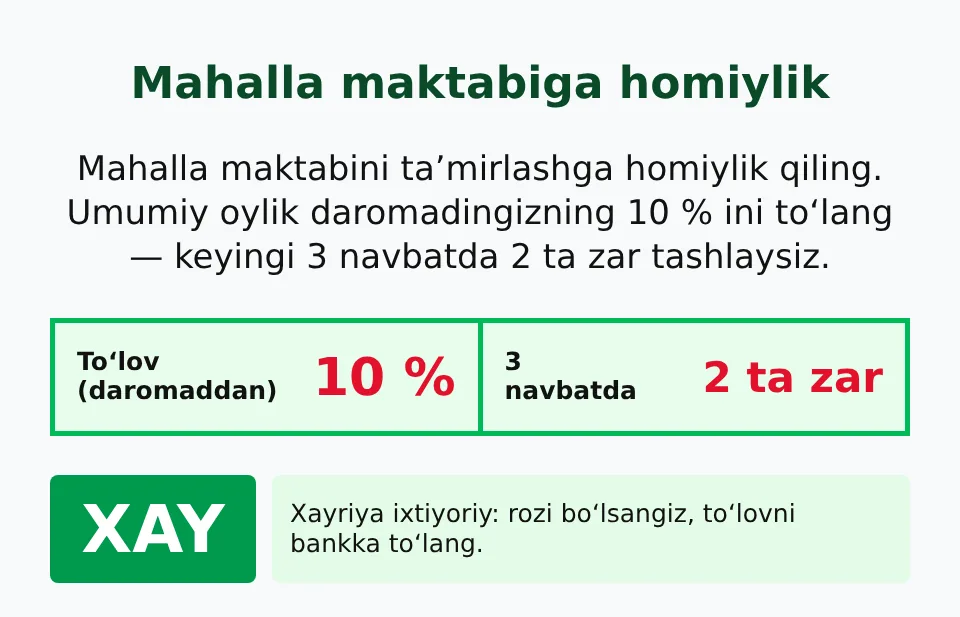 Mahalla maktabiga homiylik
Mahalla maktabini ta’mirlashga homiylik qiling.
Umumiy oylik daromadingizning 10 % ini to‘lang
— keyingi 3 navbatda 2 ta zar tashlaysiz.
To‘lov
(daromaddan)
10 %
3
navbatda
2 ta zar
XAY
Xayriya ixtiyoriy: rozi bo‘lsangiz, to‘lovni
bankka to‘lang.